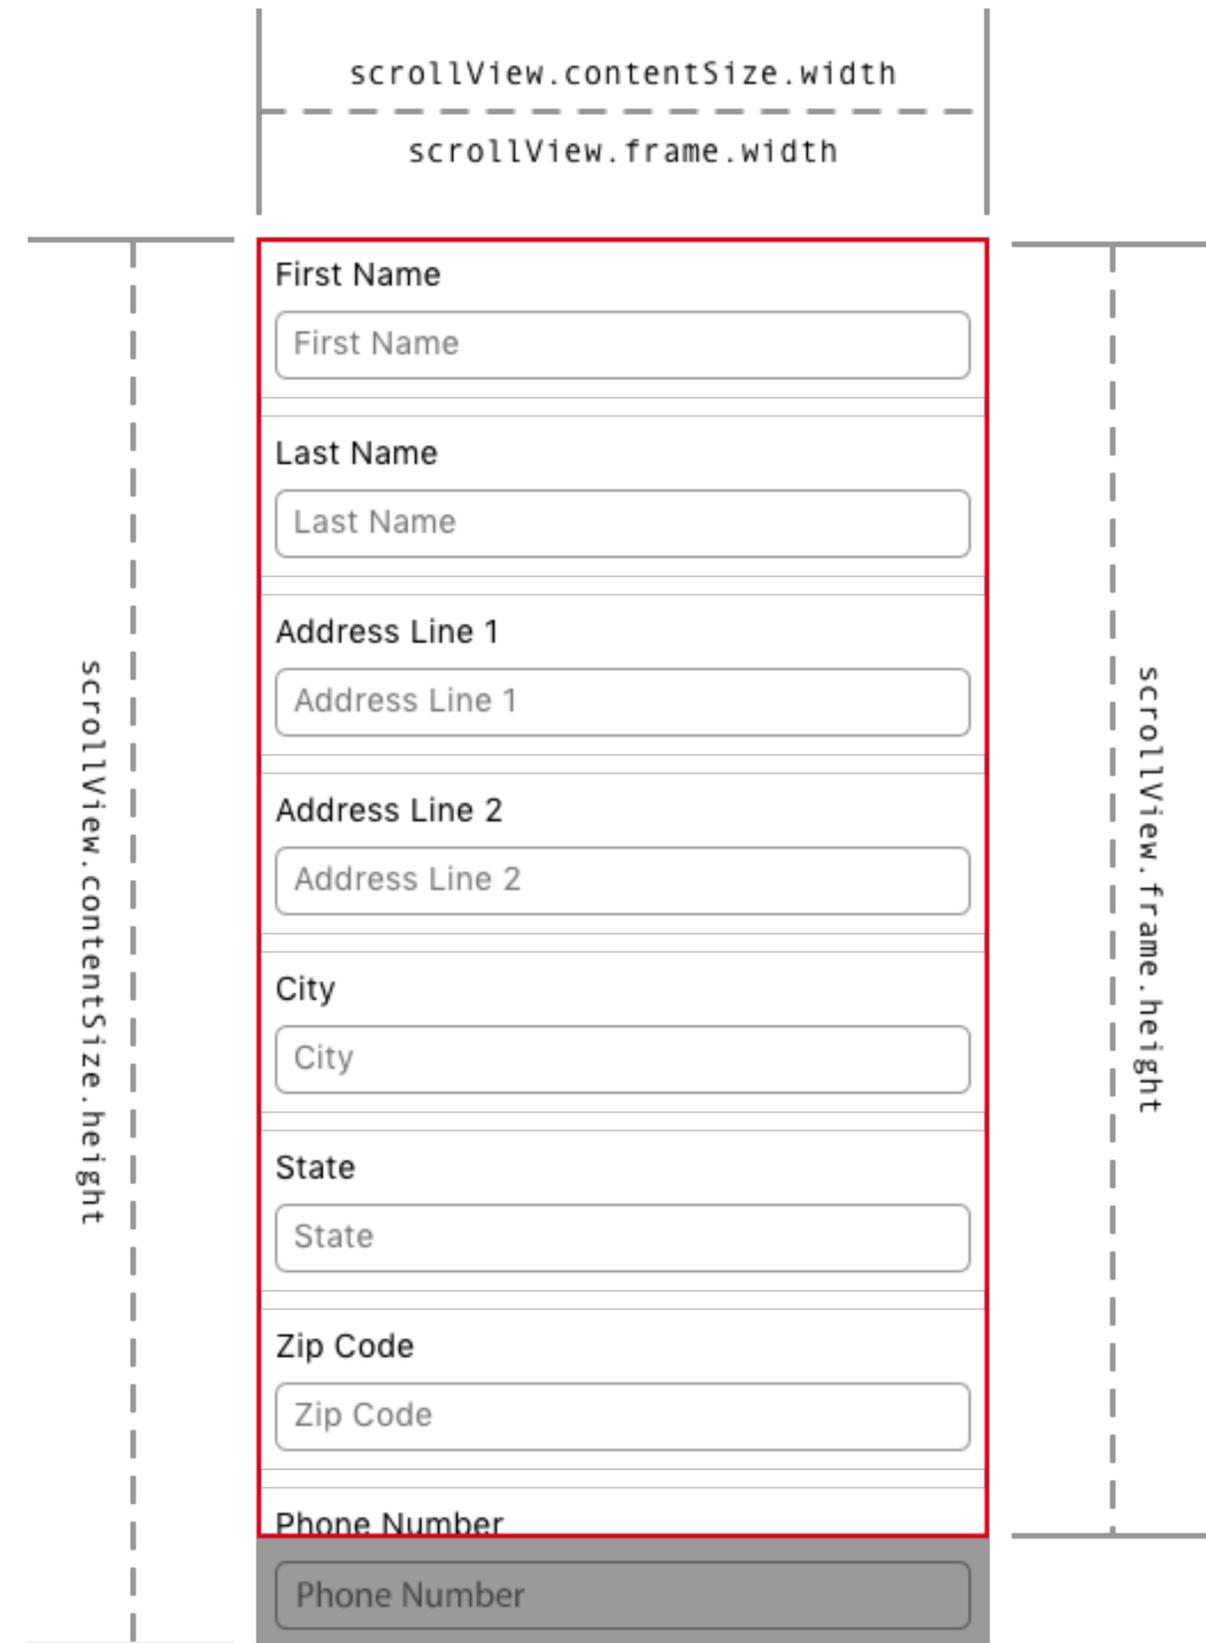 scrollView.contentSize.width
scrollView.frame.width
First Name
First Name
Last Name
Last Name
Address Line 1
Address Line 1
Address Line 2
Address Line 2
City
City
State
State
Zip Code
Zip Code
Phone Number
Phone Number
scrollView.contentSize.height
scrollView.frame.height